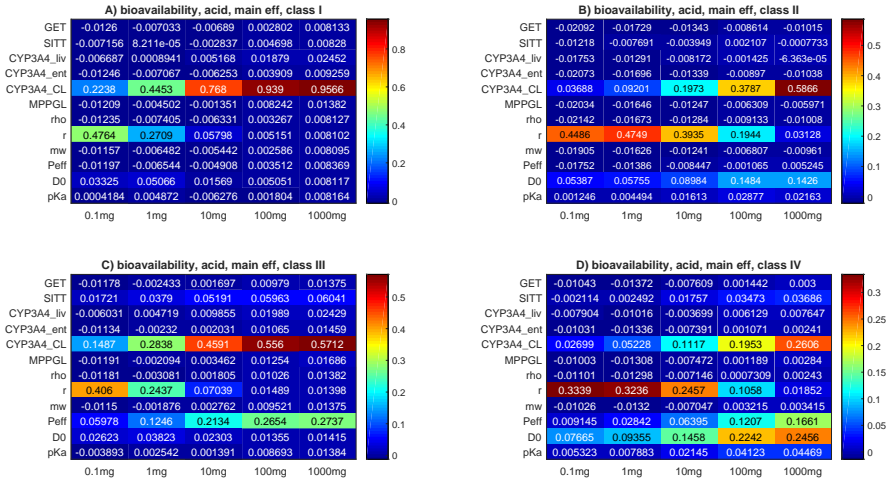 A) bioavailability, acid, main eff, class I
GET -0.0126 -0.007033 -0.00689 0.002802 0.008133
SITT -0.007156 8.211e-05 -0.002837 0.004698 0.00828
CYP3A4_liv -0.006687 0.0008941 0.005168 0.01879 0.02452
CYP3A4_ent -0.01246 -0.007067 -0.006253 0.003909 0.009259
CYP3A4_CL 0.2238 0.4453 0.768 0.939 0.9566
MPPGL -0.01209 -0.004502 -0.001351 0.008242 0.01382
rho -0.01235 -0.007405 -0.006331 0.003267 0.008127
r 0.4764 0.2709 0.05798 0.005151 0.008102
mw -0.01157 -0.006482 -0.005442 0.002586 0.008095
Peff -0.01197 -0.006544 -0.004908 0.003512 0.008369
D0 0.03325 0.05066 0.01569 0.005051 0.008117
pKa 0.0004184 0.004872 -0.006276 0.001804 0.008164
0.1mg 1mg 10mg 100mg 1000mg
0.8
0.6
0.4
0.2
0
B) bioavailability, acid, main eff, class II
GET -0.02092 -0.01729 -0.01343 -0.008614 -0.01015
SITT -0.01218 -0.007691 -0.003949 0.002107 -0.0007733
CYP3A4_liv -0.01753 -0.01291 -0.008172 -0.001425 -6.363e-05
CYP3A4_ent -0.02073 -0.01696 -0.01339 -0.00897 -0.01038
CYP3A4_CL 0.03688 0.09201 0.1973 0.3787 0.5866
MPPGL -0.02034 -0.01646 -0.01247 -0.006309 -0.005971
rho -0.02142 -0.01673 -0.01284 -0.009133 -0.01008
r 0.4486 0.4749 0.3935 0.1944 0.03128
mw -0.01905 -0.01626 -0.01241 -0.006807 -0.00961
Peff -0.01752 -0.01386 -0.008447 -0.001065 0.005245
D0 0.05387 0.05755 0.08984 0.1484 0.1426
pKa 0.001246 0.004494 0.01613 0.02877 0.02163
0.1mg 1mg 10mg 100mg 1000mg
0.5
0.4
0.3
0.2
0.1
0
C) bioavailability, acid, main eff, class III
GET -0.01178 -0.002433 0.001697 0.00979 0.01375
SITT 0.01721 0.0379 0.05191 0.05963 0.06041
CYP3A4_liv -0.006031 0.004719 0.009855 0.01989 0.02429
CYP3A4_ent -0.01134 -0.00232 0.002031 0.01065 0.01459
CYP3A4_CL 0.1487 0.2838 0.4591 0.556 0.5712
MPPGL -0.01191 -0.002094 0.003462 0.01254 0.01686
rho -0.01181 -0.003081 0.001805 0.01026 0.01382
r 0.406 0.2437 0.07039 0.01489 0.01398
mw -0.0115 -0.001876 0.002762 0.009521 0.01375
Peff 0.05978 0.1246 0.2134 0.2654 0.2737
D0 0.02623 0.03823 0.02303 0.01355 0.01415
pKa -0.003893 0.002542 0.001391 0.008693 0.01384
0.1mg 1mg 10mg 100mg 1000mg
0.5
0.4
0.3
0.2
0.1
0
D) bioavailability, acid, main eff, class IV
GET -0.01043 -0.01372 -0.007609 0.001442 0.003
SITT -0.002114 0.002492 0.01757 0.03473 0.03686
CYP3A4_liv -0.007904 -0.01016 -0.003699 0.006129 0.007647
CYP3A4_ent -0.01031 -0.01336 -0.007391 0.001071 0.00241
CYP3A4_CL 0.02699 0.05228 0.1117 0.1953 0.2606
MPPGL -0.01003 -0.01308 -0.007472 0.001189 0.00284
rho -0.01101 -0.01298 -0.007146 0.0007309 0.00243
r 0.3339 0.3236 0.2457 0.1058 0.01852
mw -0.01026 -0.0132 -0.007047 0.003215 0.003415
Peff 0.009145 0.02842 0.06395 0.1207 0.1661
D0 0.07665 0.09355 0.1458 0.2242 0.2456
pKa 0.005323 0.007883 0.02145 0.04123 0.04469
0.1mg 1mg 10mg 100mg 1000mg
0.3
0.25
0.2
0.15
0.1
0.05
0